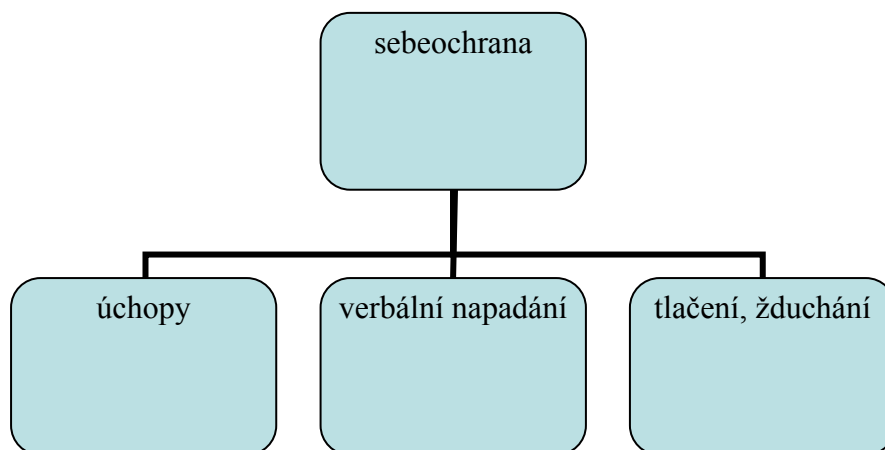 sebeochrana
úchopy
verbální napadání
tlačení, žduchání